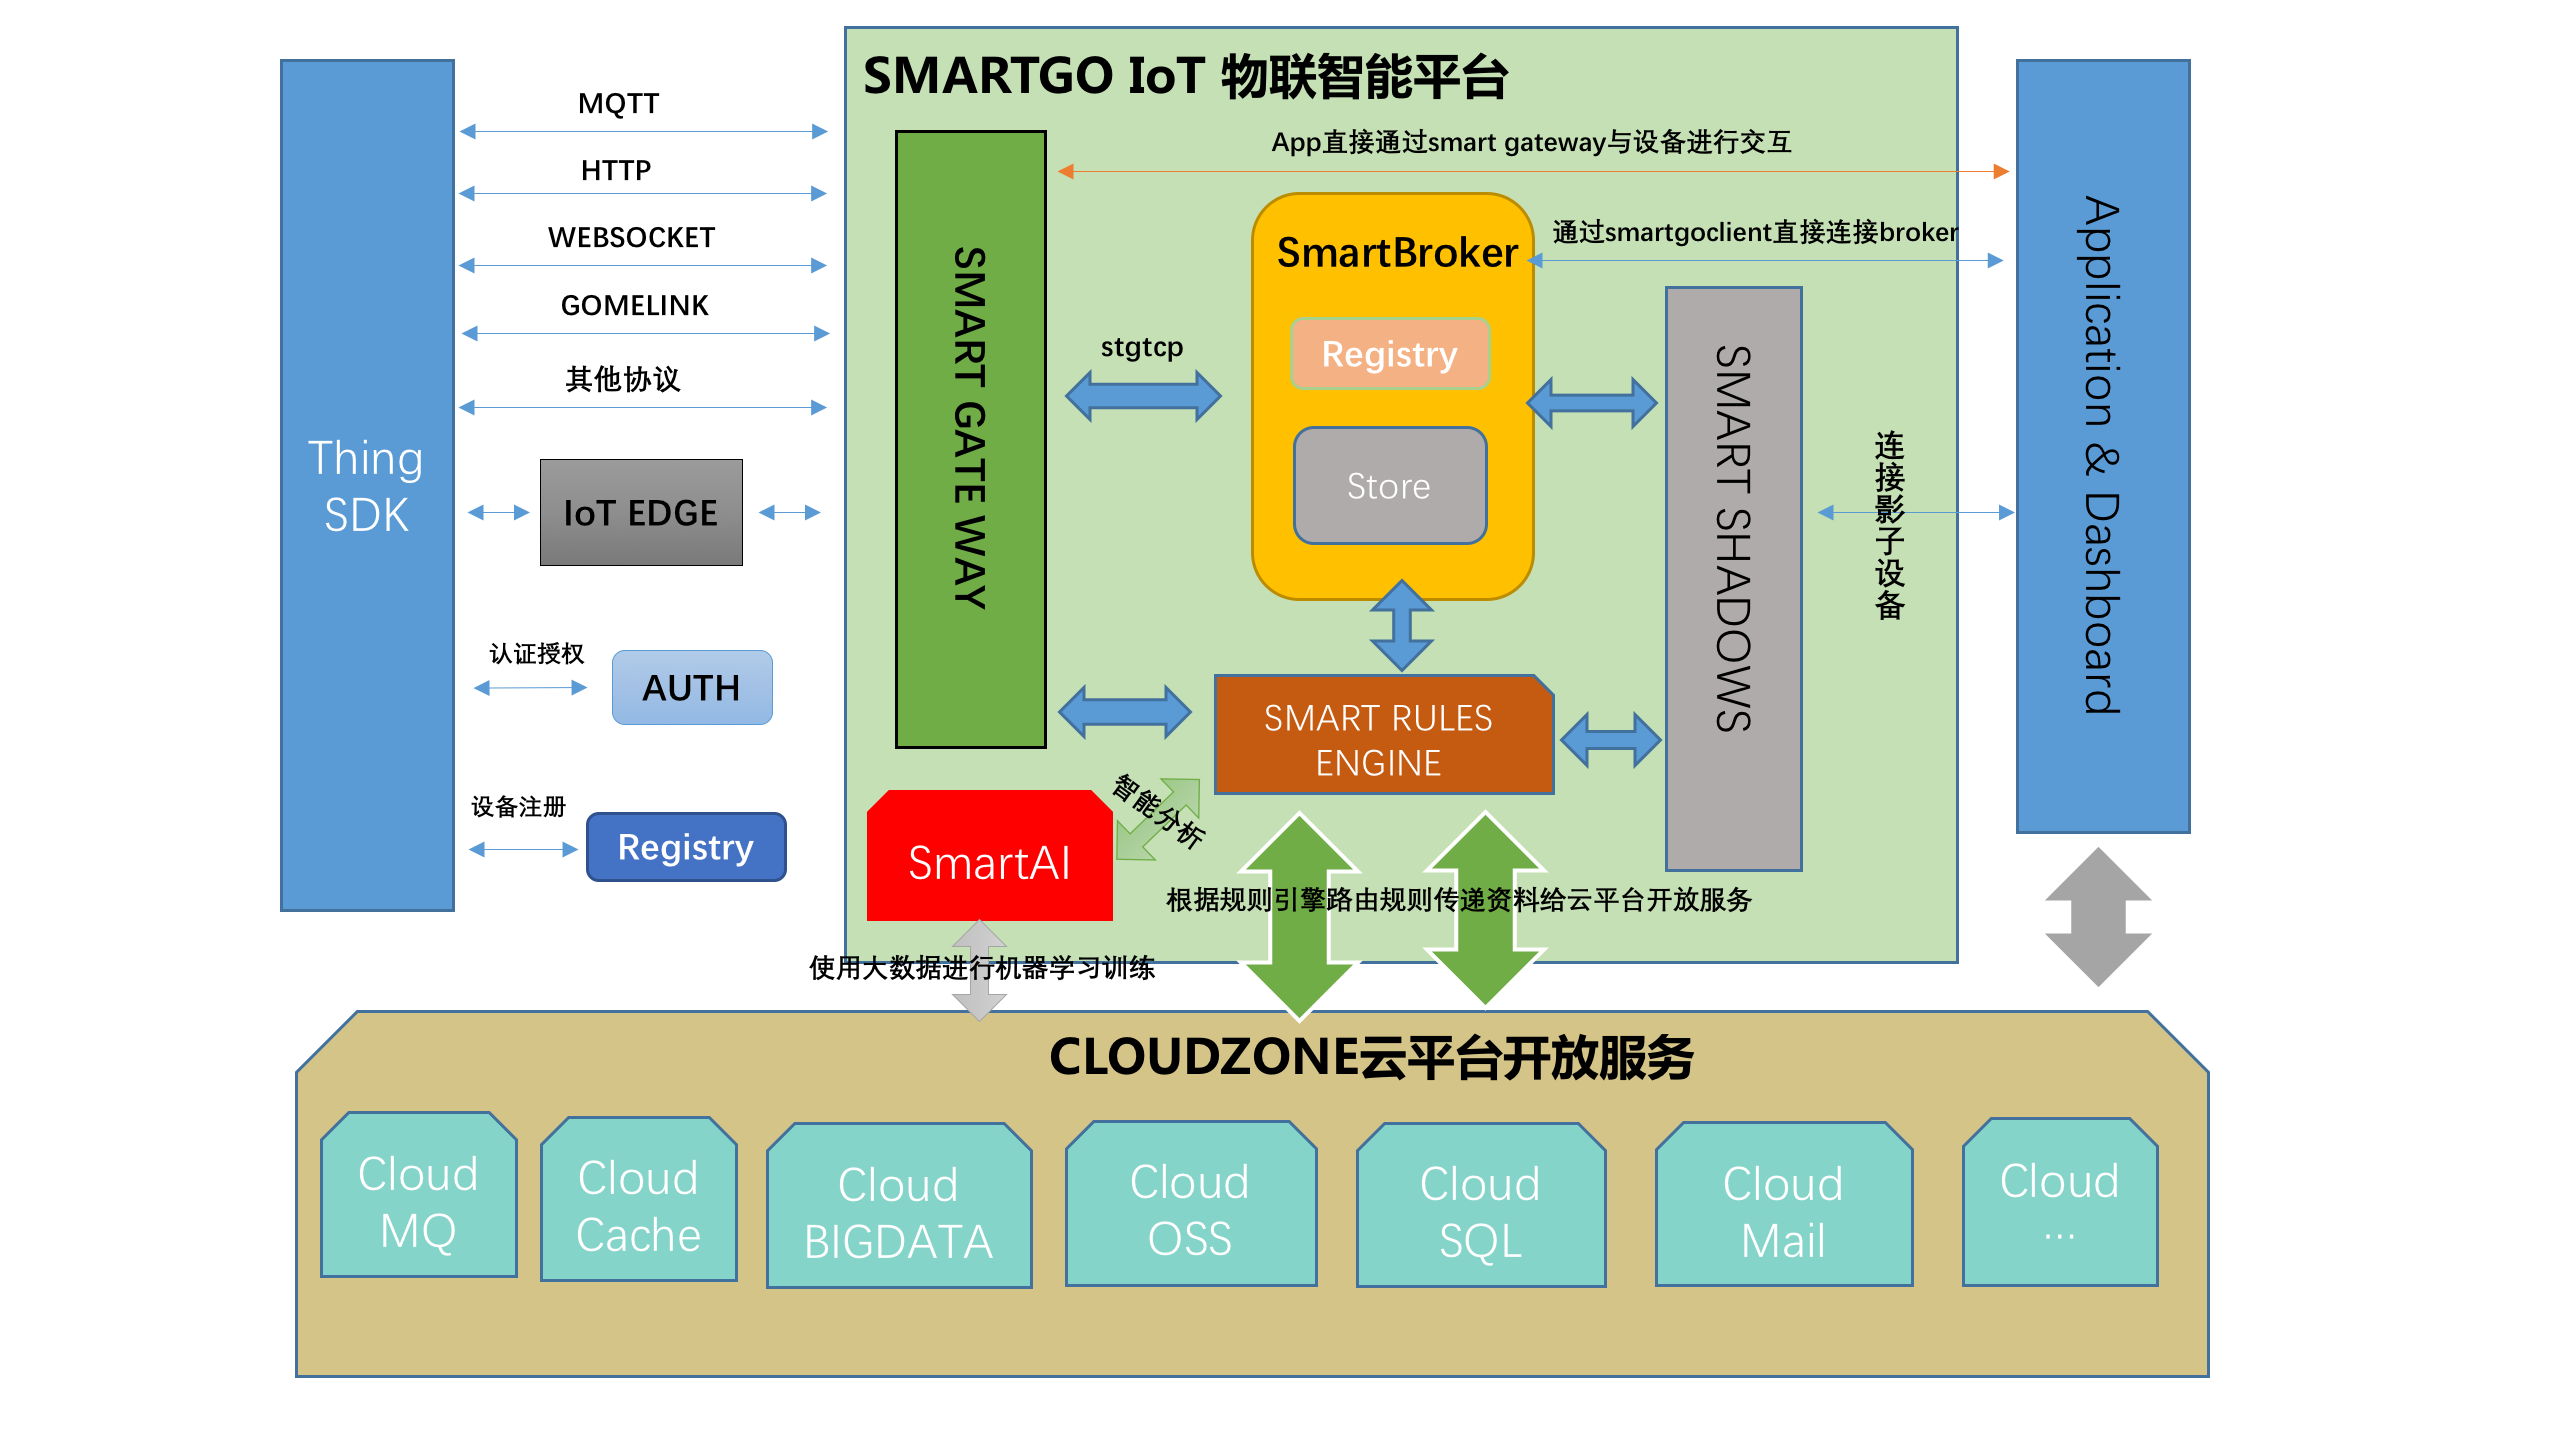 SMARTGO IoT 物联智能平台
MQTT
HTTP
WEBSOCKET
GOMELINK
其他协议
Thing
SDK
IoT EDGE
认证授权
AUTH
设备注册
Registry
SMART GATE WAY
App直接通过smart gateway与设备进行交互
SmartBroker
通过smartgoclient直接连接broker
Registry
stgtcp
Store
SMART SHADOWS
连接影子设备
Application & Dashboard
SMART RULES
ENGINE
智能分析
SmartAI
根据规则引擎路由规则传递资料给云平台开放服务
使用大数据进行机器学习训练
CLOUDZONE云平台开放服务
Cloud
MQ
Cloud
Cache
Cloud
BIGDATA
Cloud
OSS
Cloud
SQL
Cloud
Mail
Cloud
...